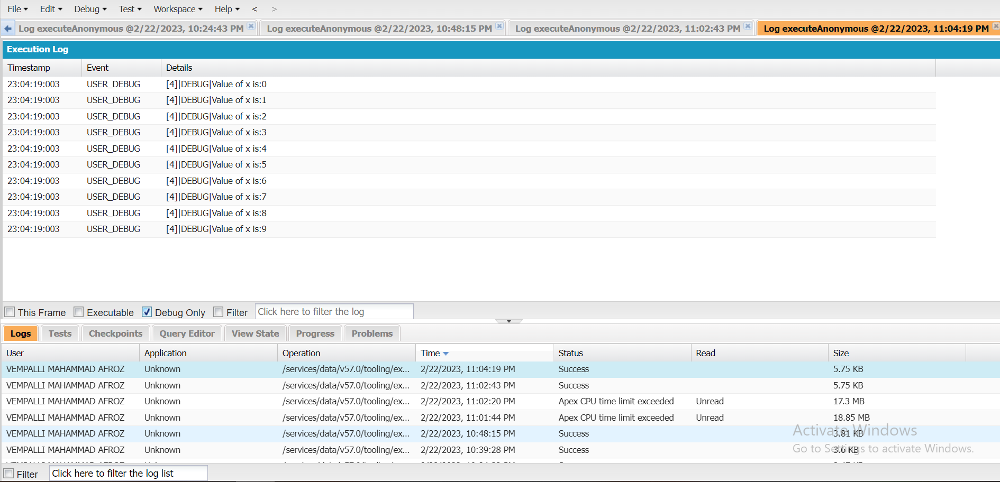 File Edit Debug Test Workspace Help < >
Log executeAnonymous @2/22/2023, 10:24:43 PM Log executeAnonymous @2/22/2023, 10:48:15 PM Log executeAnonymous @2/22/2023, 11:02:43 PM Log executeAnonymous @2/22/2023, 11:04:19 PM
Execution Log
Timestamp Event Details
23:04:19:003 USER_DEBUG [4]|DEBUG|Value of x is:0
23:04:19:003 USER_DEBUG [4]|DEBUG|Value of x is:1
23:04:19:003 USER_DEBUG [4]|DEBUG|Value of x is:2
23:04:19:003 USER_DEBUG [4]|DEBUG|Value of x is:3
23:04:19:003 USER_DEBUG [4]|DEBUG|Value of x is:4
23:04:19:003 USER_DEBUG [4]|DEBUG|Value of x is:5
23:04:19:003 USER_DEBUG [4]|DEBUG|Value of x is:6
23:04:19:003 USER_DEBUG [4]|DEBUG|Value of x is:7
23:04:19:003 USER_DEBUG [4]|DEBUG|Value of x is:8
23:04:19:003 USER_DEBUG [4]|DEBUG|Value of x is:9
This Frame Executable Debug Only Filter Click here to filter the log
Logs Tests Checkpoints Query Editor View State Progress Problems
User Application Operation Time Status Read Size
VEMPALLI MAHAMMAD AFROZ Unknown /services/data/v57.0/tooling/ex... 2/22/2023, 11:04:19 PM Success 5.75 KB
VEMPALLI MAHAMMAD AFROZ Unknown /services/data/v57.0/tooling/ex... 2/22/2023, 11:02:43 PM Success 5.75 KB
VEMPALLI MAHAMMAD AFROZ Unknown /services/data/v57.0/tooling/ex... 2/22/2023, 11:02:20 PM Apex CPU time limit exceeded Unread 17.3 MB
VEMPALLI MAHAMMAD AFROZ Unknown /services/data/v57.0/tooling/ex... 2/22/2023, 11:01:44 PM Apex CPU time limit exceeded Unread 18.85 MB
VEMPALLI MAHAMMAD AFROZ Unknown /services/data/v57.0/tooling/ex... 2/22/2023, 10:48:15 PM Success 3.81 KB
VEMPALLI MAHAMMAD AFROZ Unknown /services/data/v57.0/tooling/ex... 2/22/2023, 10:39:28 PM Success 3.6 KB
Activate Windows
Go to Settings to activate Windows.
Filter Click here to filter the log list